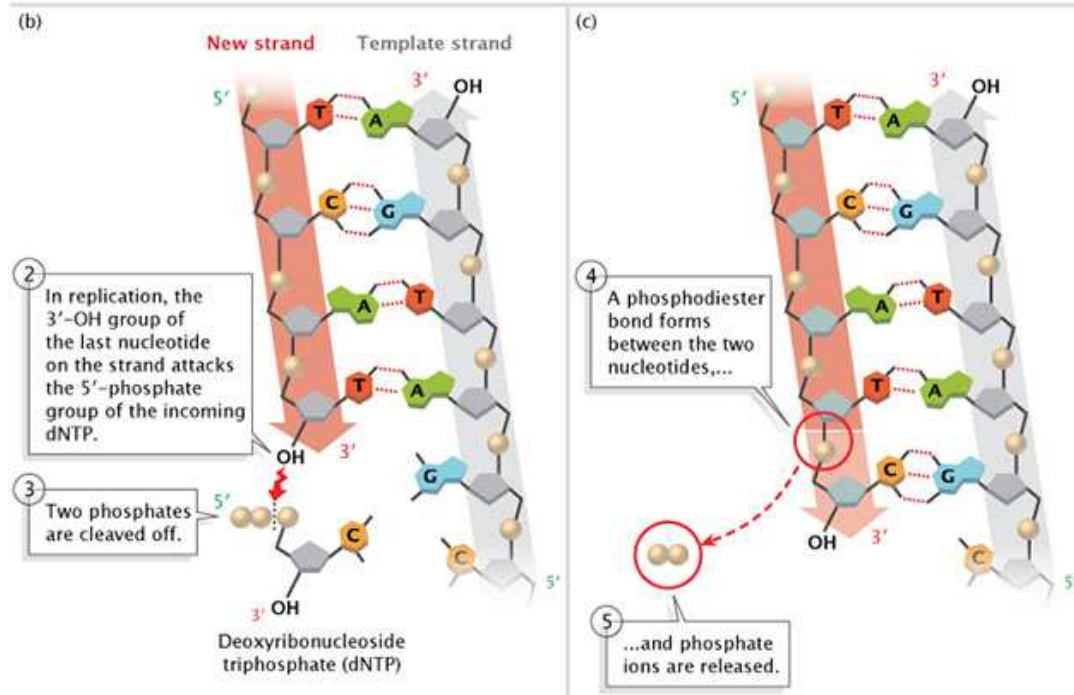 (b)
New strand
Template strand
5′
3′
OH
T
A
C
G
A
T
T
A
2
In replication, the
3′–OH group of
the last nucleotide
on the strand attacks
the 5′–phosphate
group of the incoming
dNTP.
OH
3′
G
3
Two phosphates
are cleaved off.
5′
C
C
5′
3′
OH
Deoxyribonucleoside
triphosphate (dNTP)
(c)
5′
3′
OH
T
A
C
G
4
A phosphodiester
bond forms
between the two
nucleotides,...
A
T
T
A
C
G
OH
3′
C
5′
5
...and phosphate
ions are released.